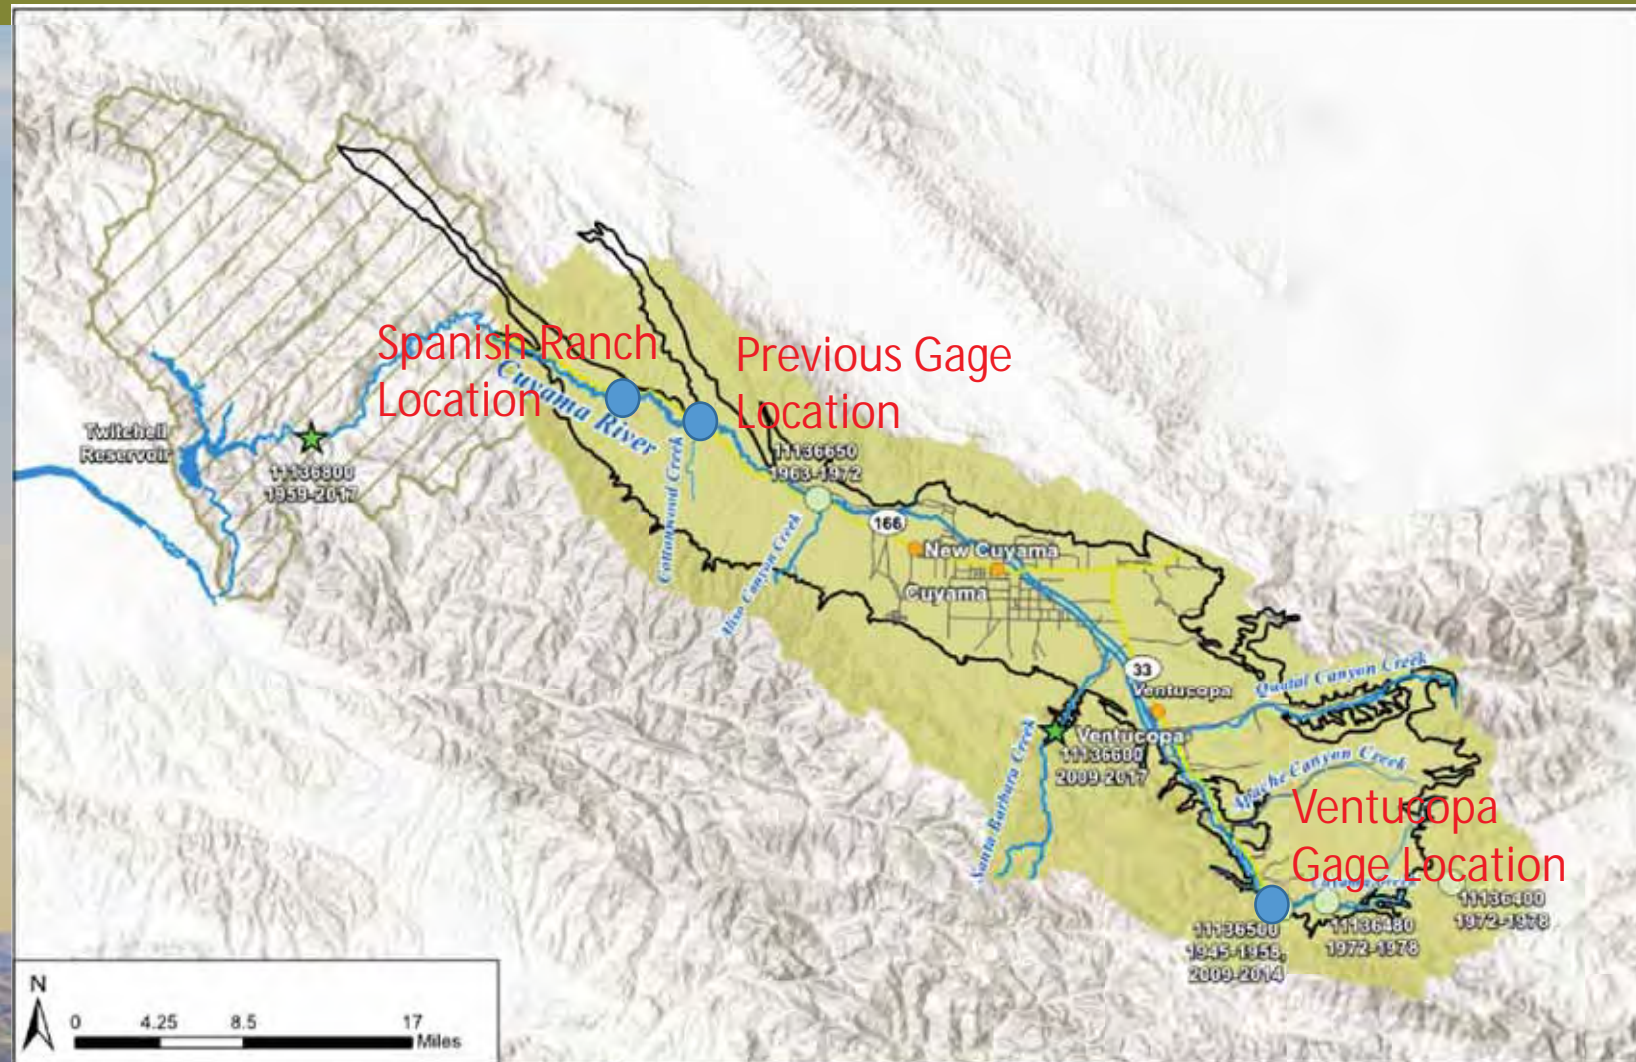 Spanish Ranch
Location
Previous Gage
Location
Cuyama River
Twitchell
Reservoir
11136800
1959-2017
11136650
1963-1972
Cottonwood Creek
Aliso Canyon Creek
166
New Cuyama
Cuyama
33
Ventucopa
Quatal Canyon Creek
Ventucopa
11136600
2009-2017
Santa Barbara Creek
Apache Canyon Creek
Ventucopa
Gage Location
11136500
1945-1958,
2009-2014
11136480
1972-1978
11136400
1972-1978
N
0 4.25 8.5 17
Miles